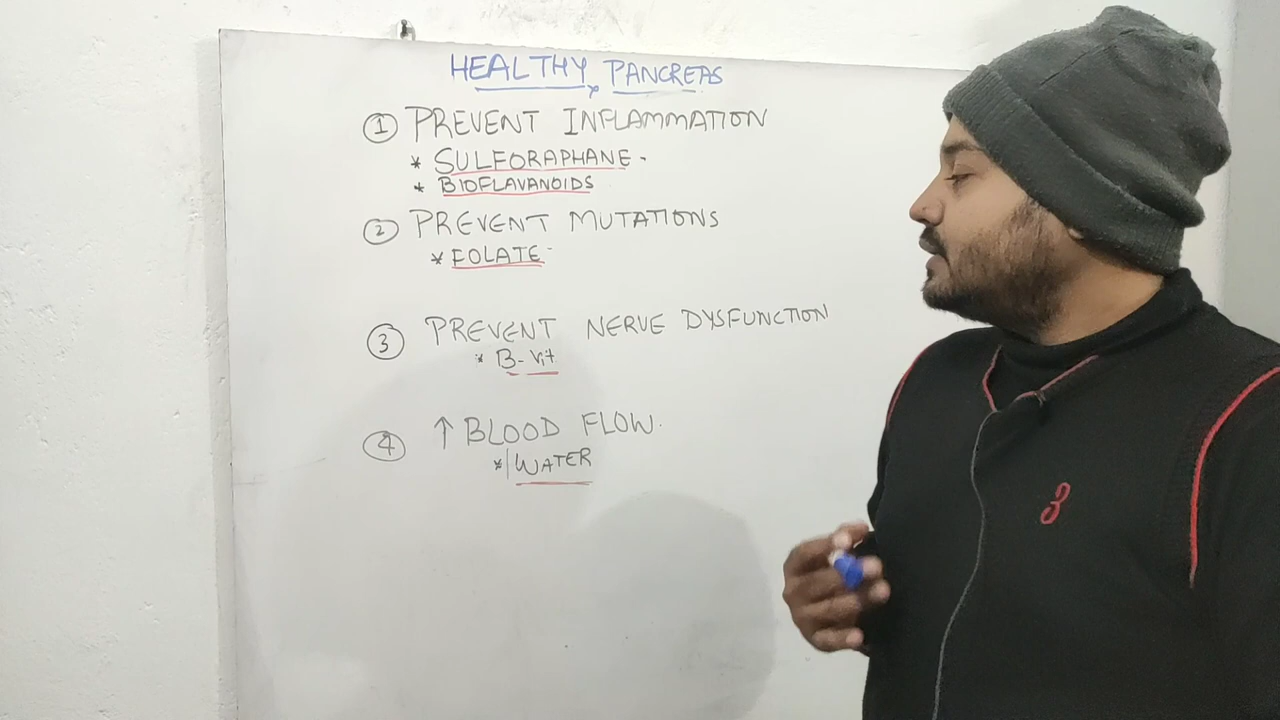 HEALTHY PANCREAS
① PREVENT INFLAMMATION
* SULFORAPHANE -
* BIOFLAVANOIDS
② PREVENT MUTATIONS
* FOLATE -
③ PREVENT NERVE DYSFUNCTION
* B-Vit
④ ↑ BLOOD FLOW.
* WATER
3